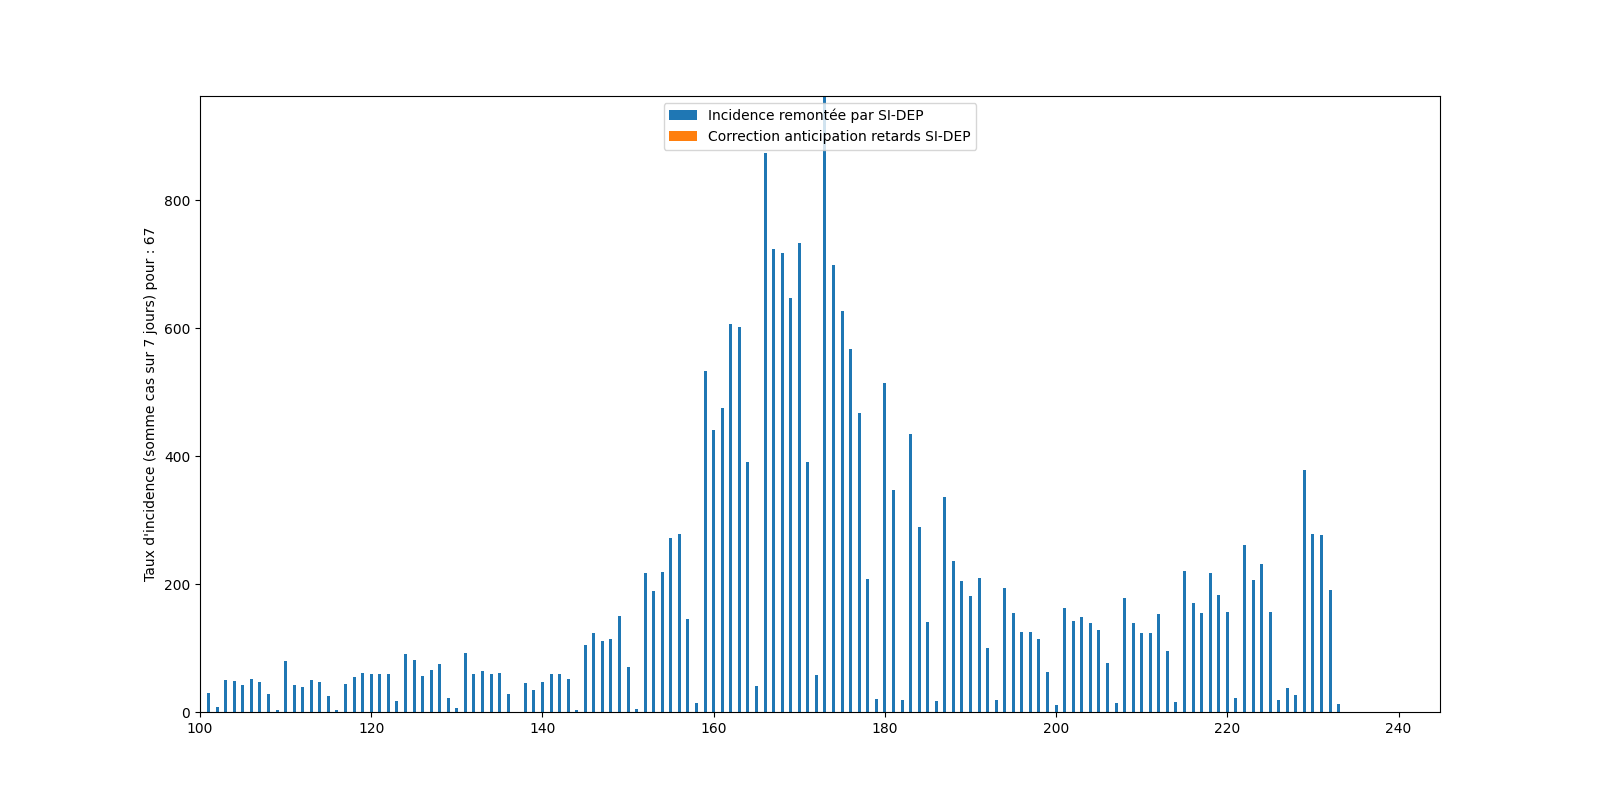 Incidence remontée par SI-DEP
Correction anticipation retards SI-DEP
Taux d'incidence (somme cas sur 7 jours) pour : 67
800
600
400
200
0
100 120 140 160 180 200 220 240